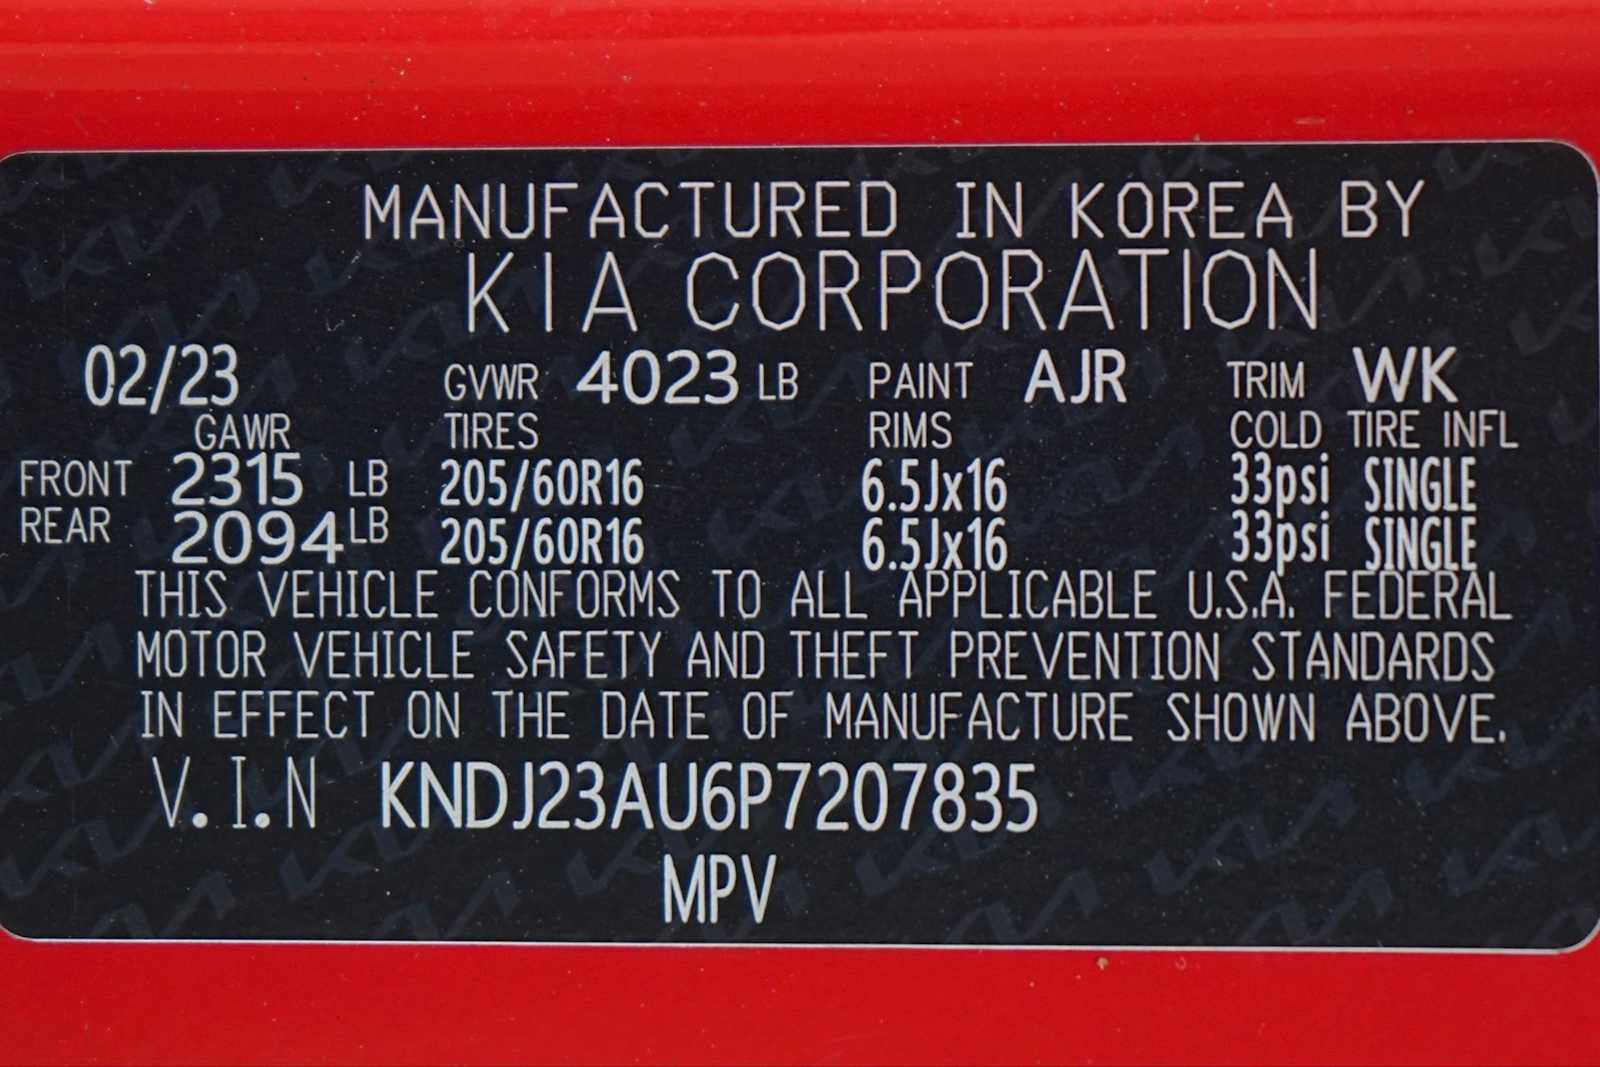 MANUFACTURED IN KOREA BY
KIA CORPORATION
02/23 GVWR 4023 LB PAINT AJR TRIM WK
GAWR TIRES RIMS COLD TIRE INFL
FRONT 2315 LB 205/60R16 6.5Jx16 33psi SINGLE
REAR 2094 LB 205/60R16 6.5Jx16 33psi SINGLE
THIS VEHICLE CONFORMS TO ALL APPLICABLE U.S.A. FEDERAL
MOTOR VEHICLE SAFETY AND THEFT PREVENTION STANDARDS
IN EFFECT ON THE DATE OF MANUFACTURE SHOWN ABOVE.
V.I.N KNDJ23AU6P7207835
MPV